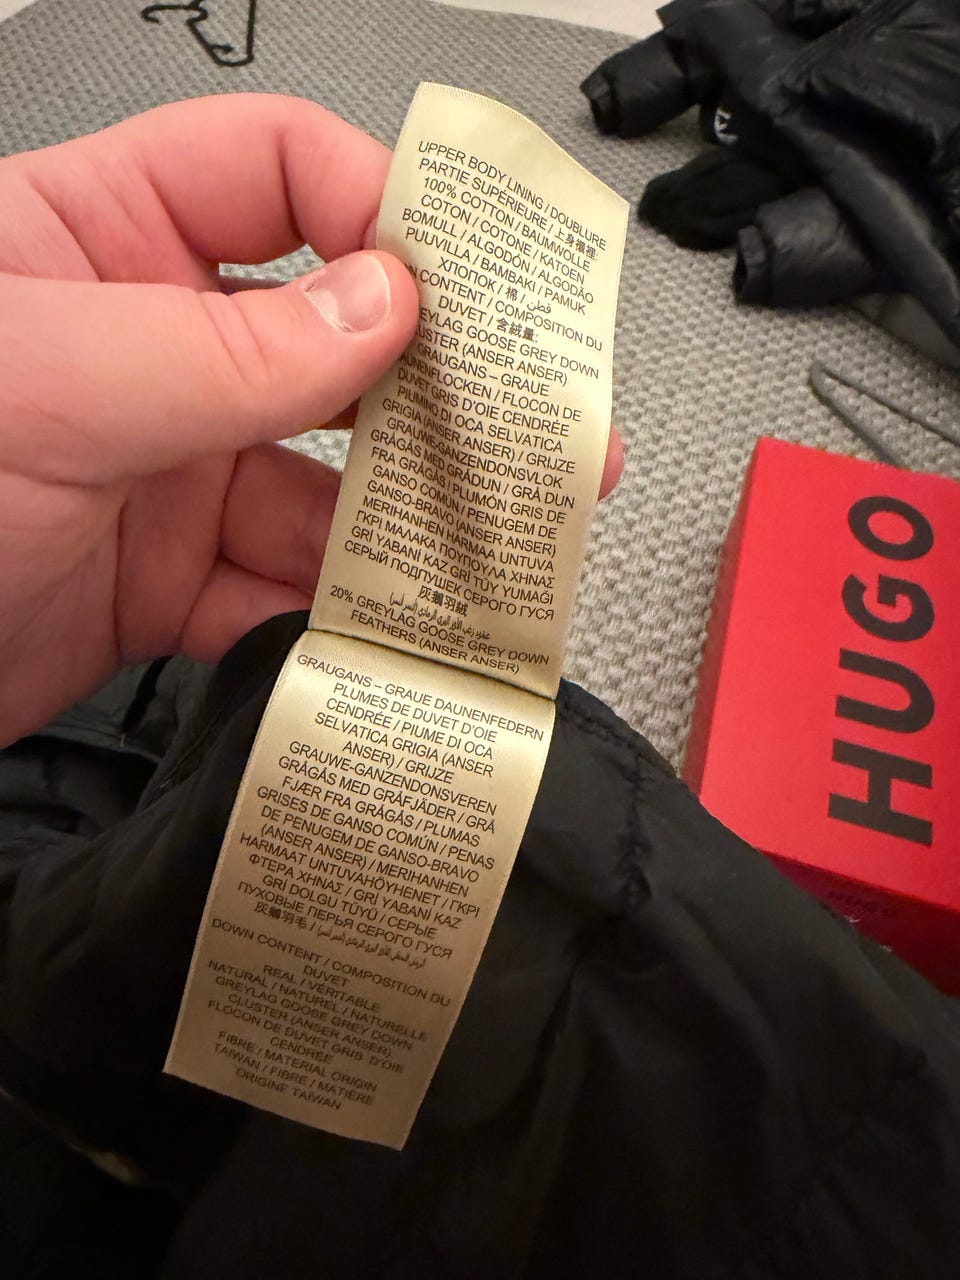 UPPER BODY LINING / DOUBLURE
PARTIE SUPÉRIEURE / 上身襯裡:
100% COTTON / BAUMWOLLE
COTON / COTONE / KATOEN
BOMULL / ALGODÓN / ALGODÃO
PUUVILLA / BAMBAKI / PAMUK
ΧΛΟΠΟΚ / 棉 / قطن
CONTENT / COMPOSITION DU
DUVET / 含絨量:
GOOSE GREY DOWN
(ANSER ANSER)
GRAUGANS – GRAUE
DAUNENFLOCKEN / FLOCON DE
DUVET GRIS D'OIE CENDRÉE
PIUMINO DI OCA SELVATICA
GRIGIA (ANSER ANSER) / GRIJZE
GRAUWE-GANZENDONSVLOK
GRÅGÅS MED GRÅDUN / GRÅ DUN
FRA GRÅGÅS / PLUMÓN GRIS DE
GANSO COMÚN / PENUGEM DE
GANSO-BRAVO (ANSER ANSER)
MERIHANHEN HARMAA UNTUVA
ΓΚΡΙ ΜΑΛΑΚΑ ΠΟΥΠΟΥΛΑ ΧΗΝΑΣ
GRİ YABANİ KAZ GRİ TÜY YUMAĞI
СЕРЫЙ ПОДПУШЕК СЕРОГО ГУСЯ
灰鵝羽絨
20% GREYLAG GOOSE GREY DOWN
FEATHERS (ANSER ANSER)
GRAUGANS – GRAUE DAUNENFEDERN
PLUMES DE DUVET D'OIE
CENDRÉE / PIUME DI OCA
SELVATICA GRIGIA (ANSER
ANSER) / GRIJZE
GRAUWE-GANZENDONSVEREN
GRÅGÅS MED GRÅFJÄDER / GRÅ
FJÆR FRA GRÅGÅS / PLUMAS
GRISES DE GANSO COMÚN / PENAS
DE PENUGEM DE GANSO-BRAVO
(ANSER ANSER) / MERIHANHEN
HARMAAT UNTUVAHÖYHENET / ΓΚΡΙ
ΦΤΕΡΑ ΧΗΝΑΣ / GRİ YABANİ KAZ
GRİ DOLGU TÜYÜ / СЕРЫЕ
ПУХОВЫЕ ПЕРЬЯ СЕРОГО ГУСЯ
灰鵝羽毛 /
DOWN CONTENT / COMPOSITION DU
DUVET
REAL / VÉRITABLE
NATURAL / NATUREL / NATURELLE
GREYLAG GOOSE GREY DOWN
CLUSTER (ANSER ANSER)
FLOCON DE DUVET GRIS D'OIE
CENDRÉE
FIBRE / MATERIAL ORIGIN
TAIWAN / FIBRE / MATIÈRE
ORIGINE TAÏWAN
HUGO
HUGO